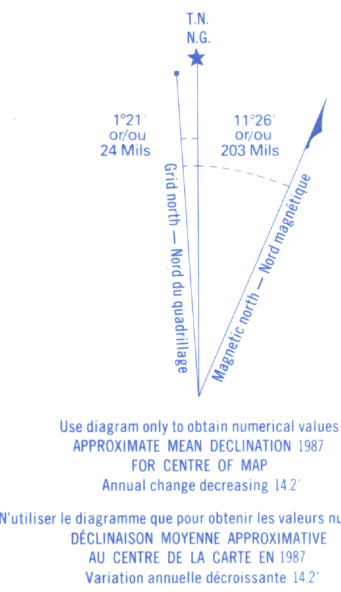 T.N.
N.G.
1°21'
or/ou
24 Mils
11°26'
or/ou
203 Mils
Grid north — Nord du quadrillage
Magnetic north — Nord magnétique
Use diagram only to obtain numerical values
APPROXIMATE MEAN DECLINATION 1987
FOR CENTRE OF MAP
Annual change decreasing 14.2′
N'utiliser le diagramme que pour obtenir les valeurs nu
DÉCLINAISON MOYENNE APPROXIMATIVE
AU CENTRE DE LA CARTE EN 1987
Variation annuelle décroissante 14.2′